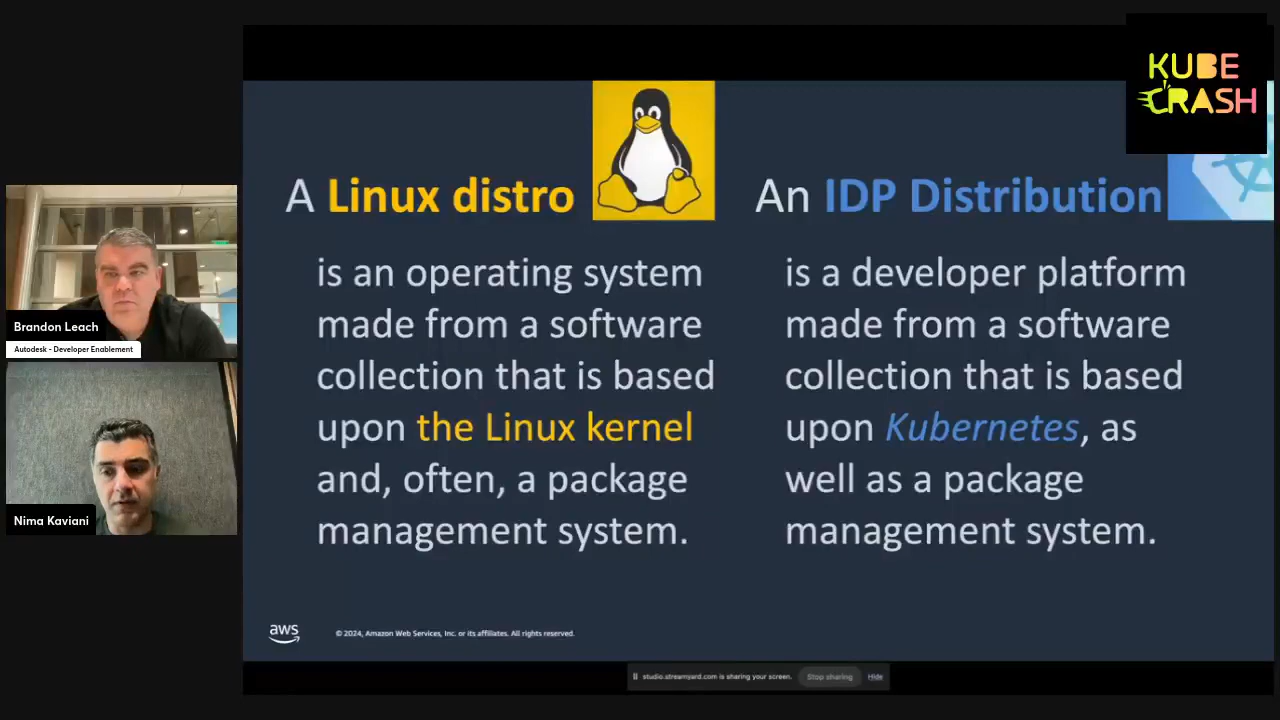 KUBE
CRASH
A Linux distro
is an operating system
made from a software
collection that is based
upon the Linux kernel
and, often, a package
management system.
An IDP Distribution
is a developer platform
made from a software
collection that is based
upon Kubernetes, as
well as a package
management system.
Brandon Leach
Autodesk - Developer Enablement
Nima Kaviani
aws
© 2024, Amazon Web Services, Inc. or its affiliates. All rights reserved.
studio.streamyard.com is sharing your screen.
Stop sharing
Hide